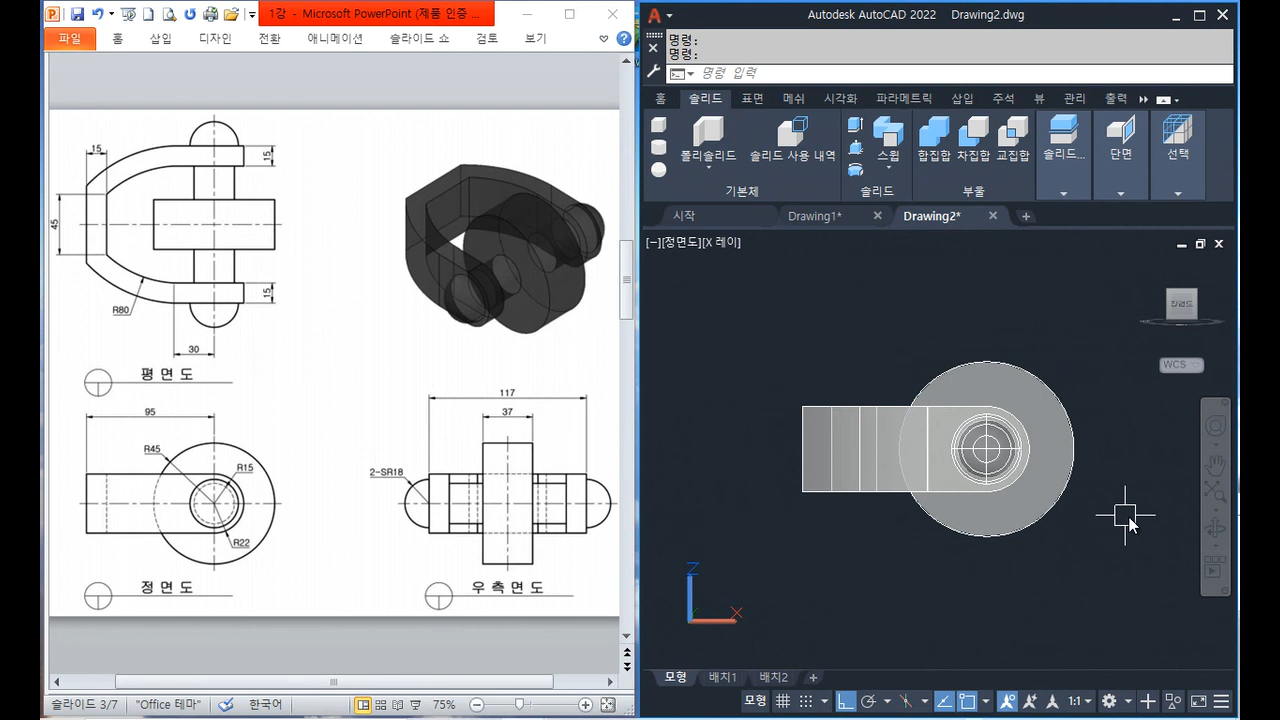 1강 - Microsoft PowerPoint (제품 인증 ...
파일 홈 삽입 디자인 전환 애니메이션 슬라이드 쇼 검토 보기
15
15
45
R80
15
30
평 면 도
95
R45
R15
R22
정 면 도
117
37
2-SR18
우 측 면 도
슬라이드 3/7 "Office 테마" 한국어 75%
Autodesk AutoCAD 2022 Drawing2.dwg
명령:
명령:
명령 입력
홈 솔리드 표면 메쉬 시각화 파라메트릭 삽입 주석 뷰 관리 출력
폴리솔리드 솔리드 사용 내역 스윕 합집합 차집합 교집합 솔리드... 단면 선택
기본체 솔리드 부울
시작 Drawing1* Drawing2*
[−][정면도][X 레이]
WCS
Z
X
모형 배치1 배치2
모형 1:1